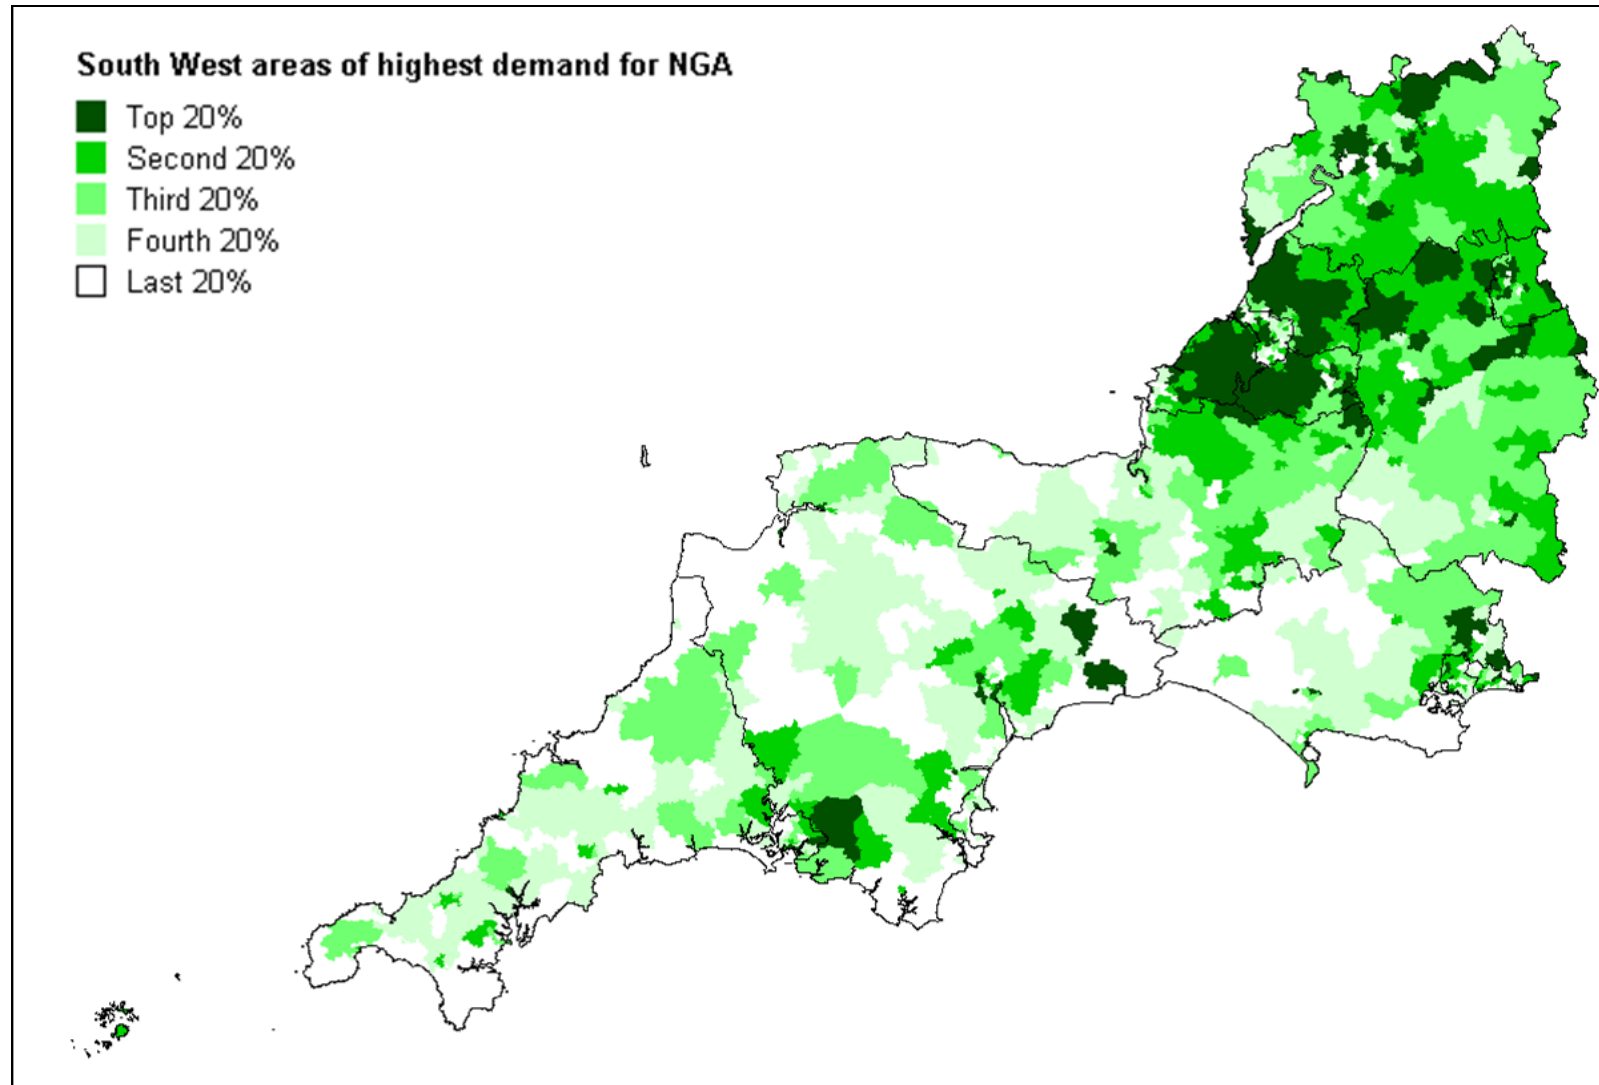 South West areas of highest demand for NGA
Top 20%
Second 20%
Third 20%
Fourth 20%
Last 20%